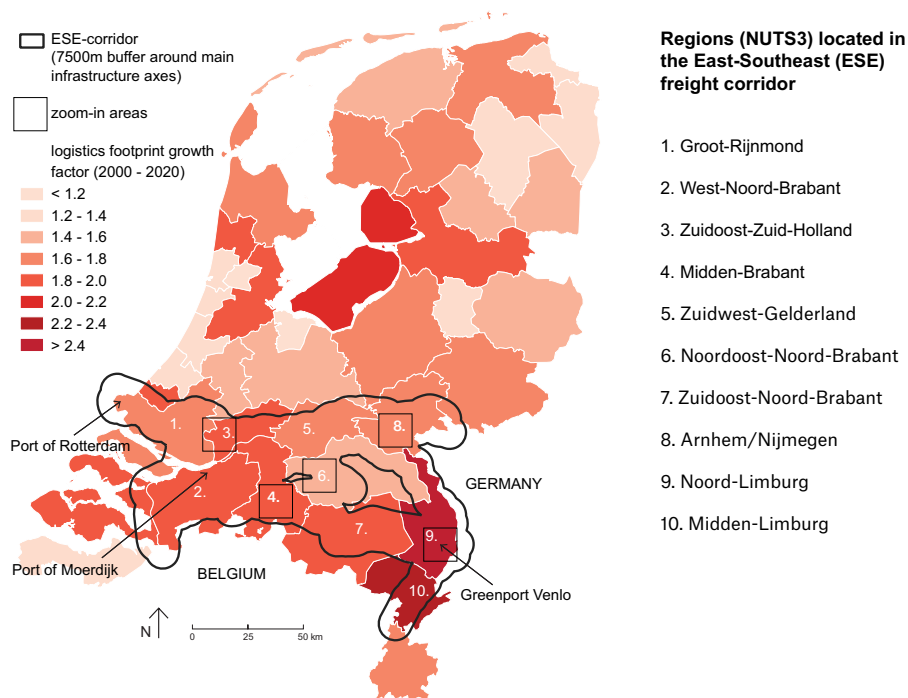 ESE-corridor
(7500m buffer around main
infrastructure axes)
zoom-in areas
logistics footprint growth
factor (2000 - 2020)
< 1.2
1.2 - 1.4
1.4 - 1.6
1.6 - 1.8
1.8 - 2.0
2.0 - 2.2
2.2 - 2.4
> 2.4
1.
2.
3.
4.
5.
6.
7.
8.
9.
10.
Port of Rotterdam
Port of Moerdijk
BELGIUM
GERMANY
Greenport Venlo
N
0 25 50 km
Regions (NUTS3) located in
the East-Southeast (ESE)
freight corridor
1. Groot-Rijnmond
2. West-Noord-Brabant
3. Zuidoost-Zuid-Holland
4. Midden-Brabant
5. Zuidwest-Gelderland
6. Noordoost-Noord-Brabant
7. Zuidoost-Noord-Brabant
8. Arnhem/Nijmegen
9. Noord-Limburg
10. Midden-Limburg